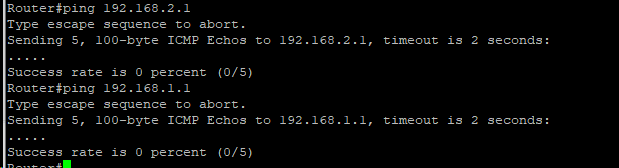 Router#ping 192.168.2.1
Type escape sequence to abort.
Sending 5, 100-byte ICMP Echos to 192.168.2.1, timeout is 2 seconds:
.....
Success rate is 0 percent (0/5)
Router#ping 192.168.1.1
Type escape sequence to abort.
Sending 5, 100-byte ICMP Echos to 192.168.1.1, timeout is 2 seconds:
.....
Success rate is 0 percent (0/5)
Router#